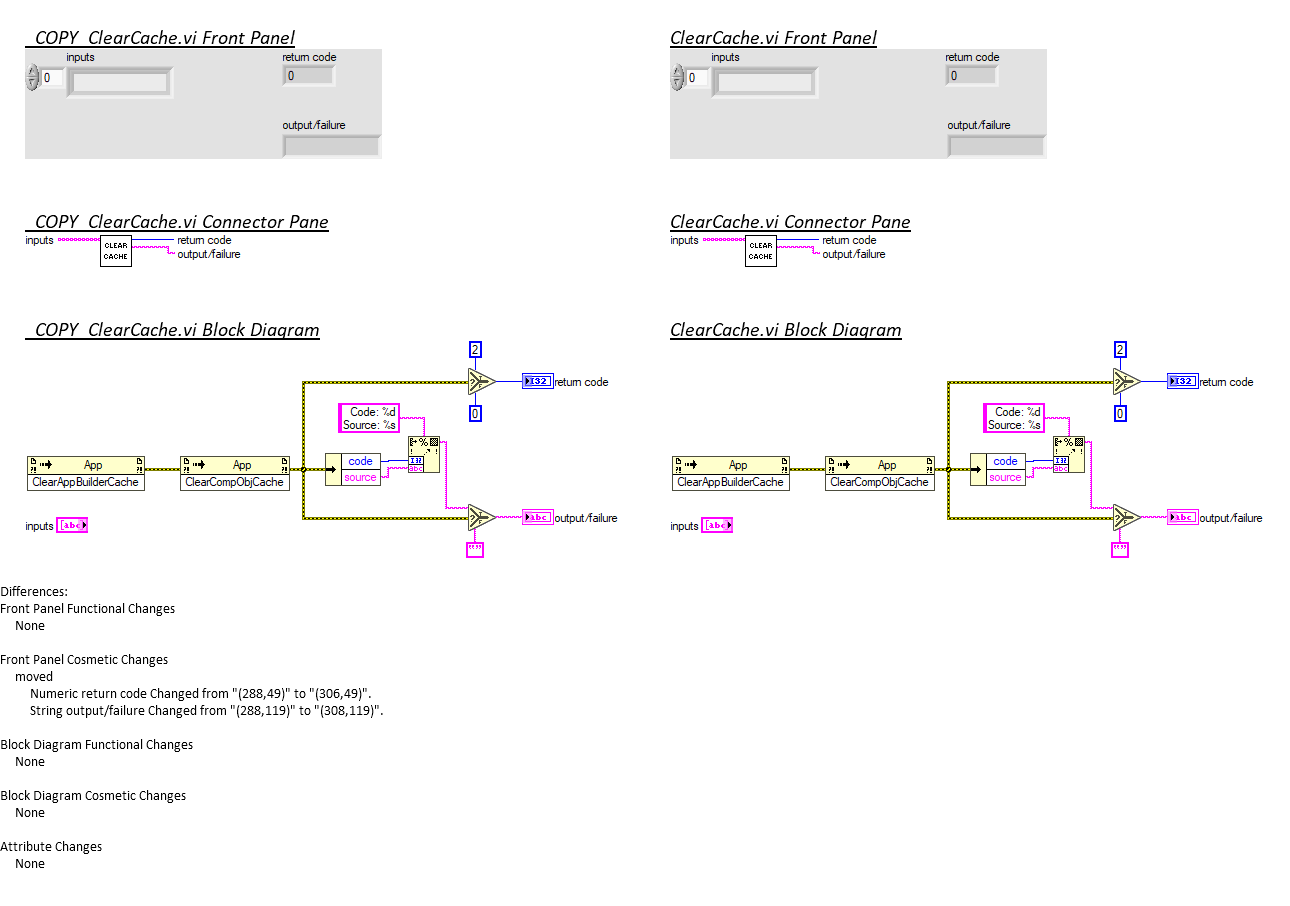 _COPY_ClearCache.vi Front Panel
inputs
0
return code
0
output/failure
ClearCache.vi Front Panel
inputs
0
return code
0
output/failure
_COPY_ClearCache.vi Connector Pane
inputs
CLEAR
CACHE
return code
output/failure
ClearCache.vi Connector Pane
inputs
CLEAR
CACHE
return code
output/failure
_COPY_ClearCache.vi Block Diagram
2
?
T
F
I32
return code
0
Code: %d
Source: %s
%
I32
abc
App
ClearAppBuilderCache
App
ClearCompObjCache
code
source
inputs
[abc
?
T
F
abc
output/failure
""
ClearCache.vi Block Diagram
2
?
T
F
I32
return code
0
Code: %d
Source: %s
%
I32
abc
App
ClearAppBuilderCache
App
ClearCompObjCache
code
source
inputs
[abc
?
T
F
abc
output/failure
""
Differences:
Front Panel Functional Changes
None
Front Panel Cosmetic Changes
moved
Numeric return code Changed from "(288,49)" to "(306,49)".
String output/failure Changed from "(288,119)" to "(308,119)".
Block Diagram Functional Changes
None
Block Diagram Cosmetic Changes
None
Attribute Changes
None